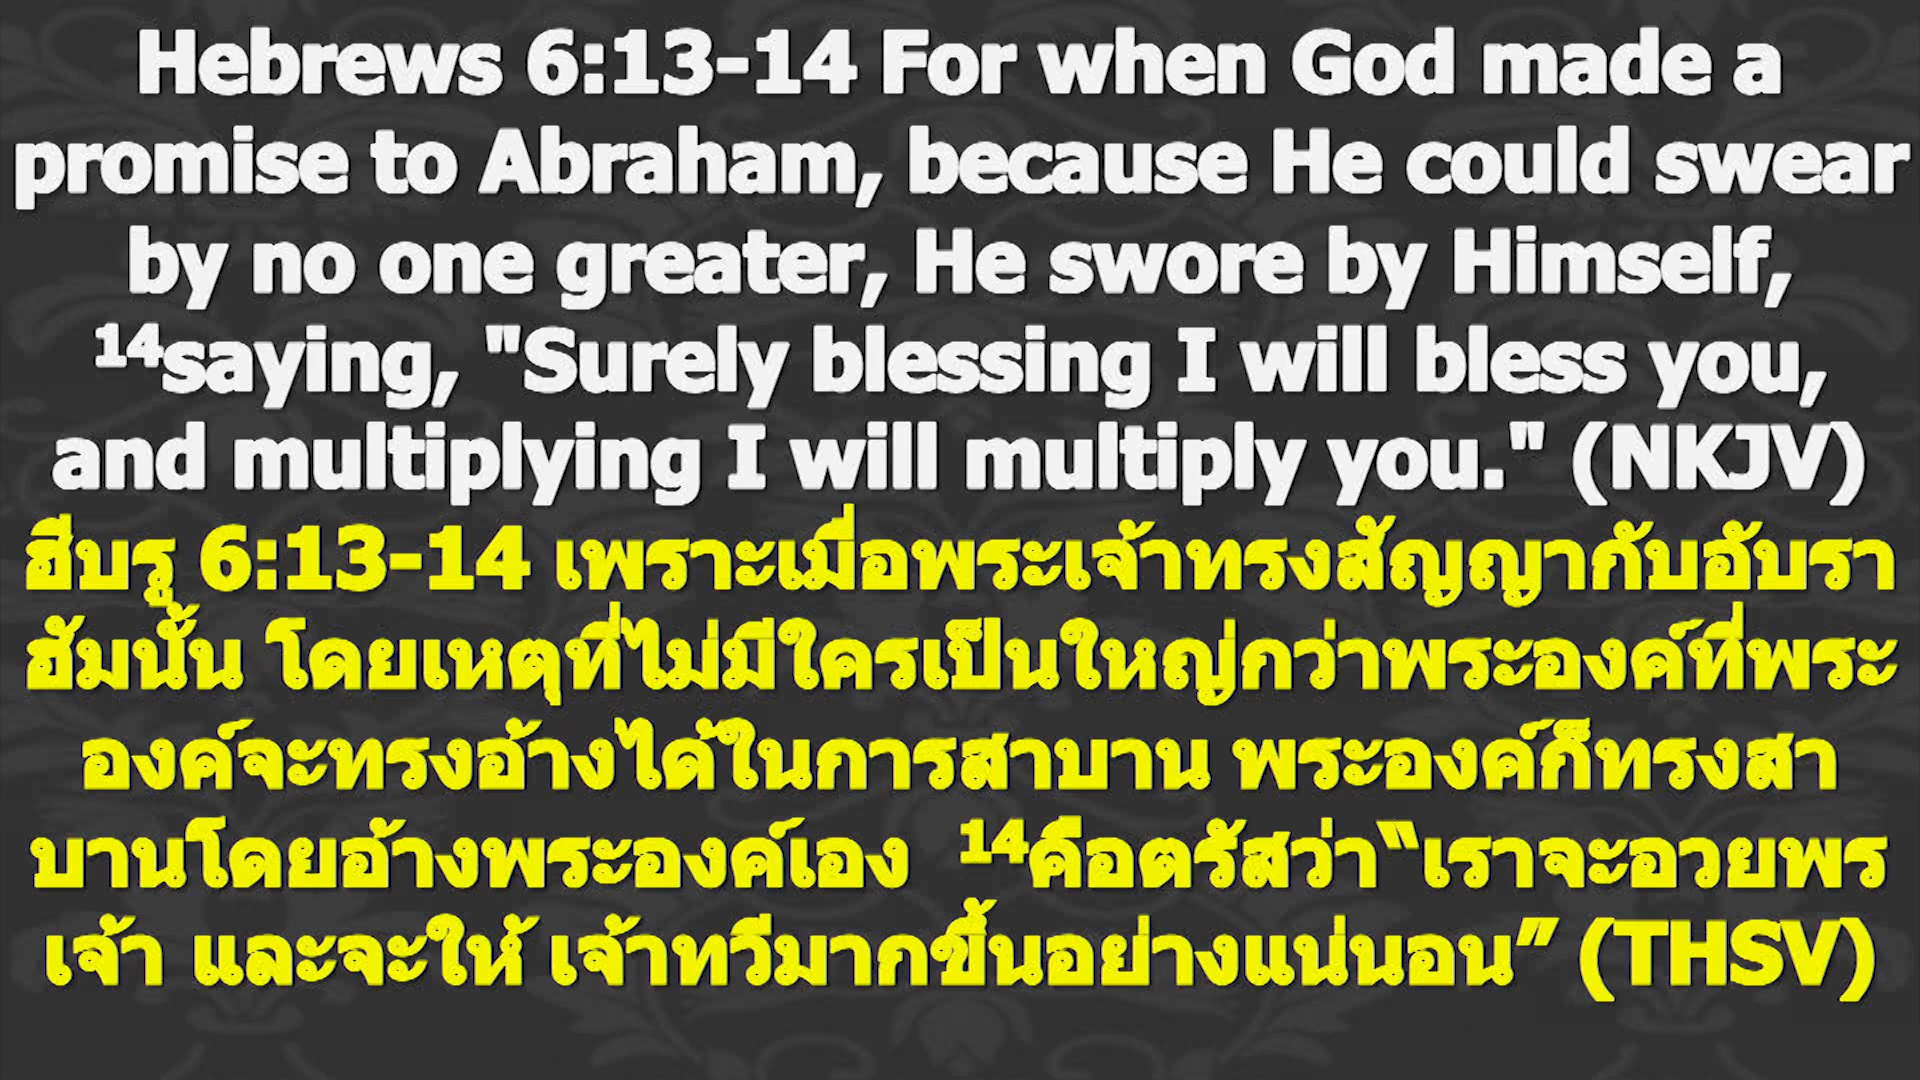 Hebrews 6:13-14 For when God made a
promise to Abraham, because He could swear
by no one greater, He swore by Himself,
¹⁴saying, "Surely blessing I will bless you,
and multiplying I will multiply you." (NKJV)
ฮีบรู 6:13-14 เพราะเมื่อพระเจ้าทรงสัญญากับอับรา
ฮัมนั้น โดยเหตุที่ไม่มีใครเป็นใหญ่กว่าพระองค์ที่พระ
องค์จะทรงอ้างได้ในการสาบาน พระองค์ก็ทรงสา
บานโดยอ้างพระองค์เอง ¹⁴คือตรัสว่า“เราจะอวยพร
เจ้า และจะให้ เจ้าทวีมากขึ้นอย่างแน่นอน” (THSV)